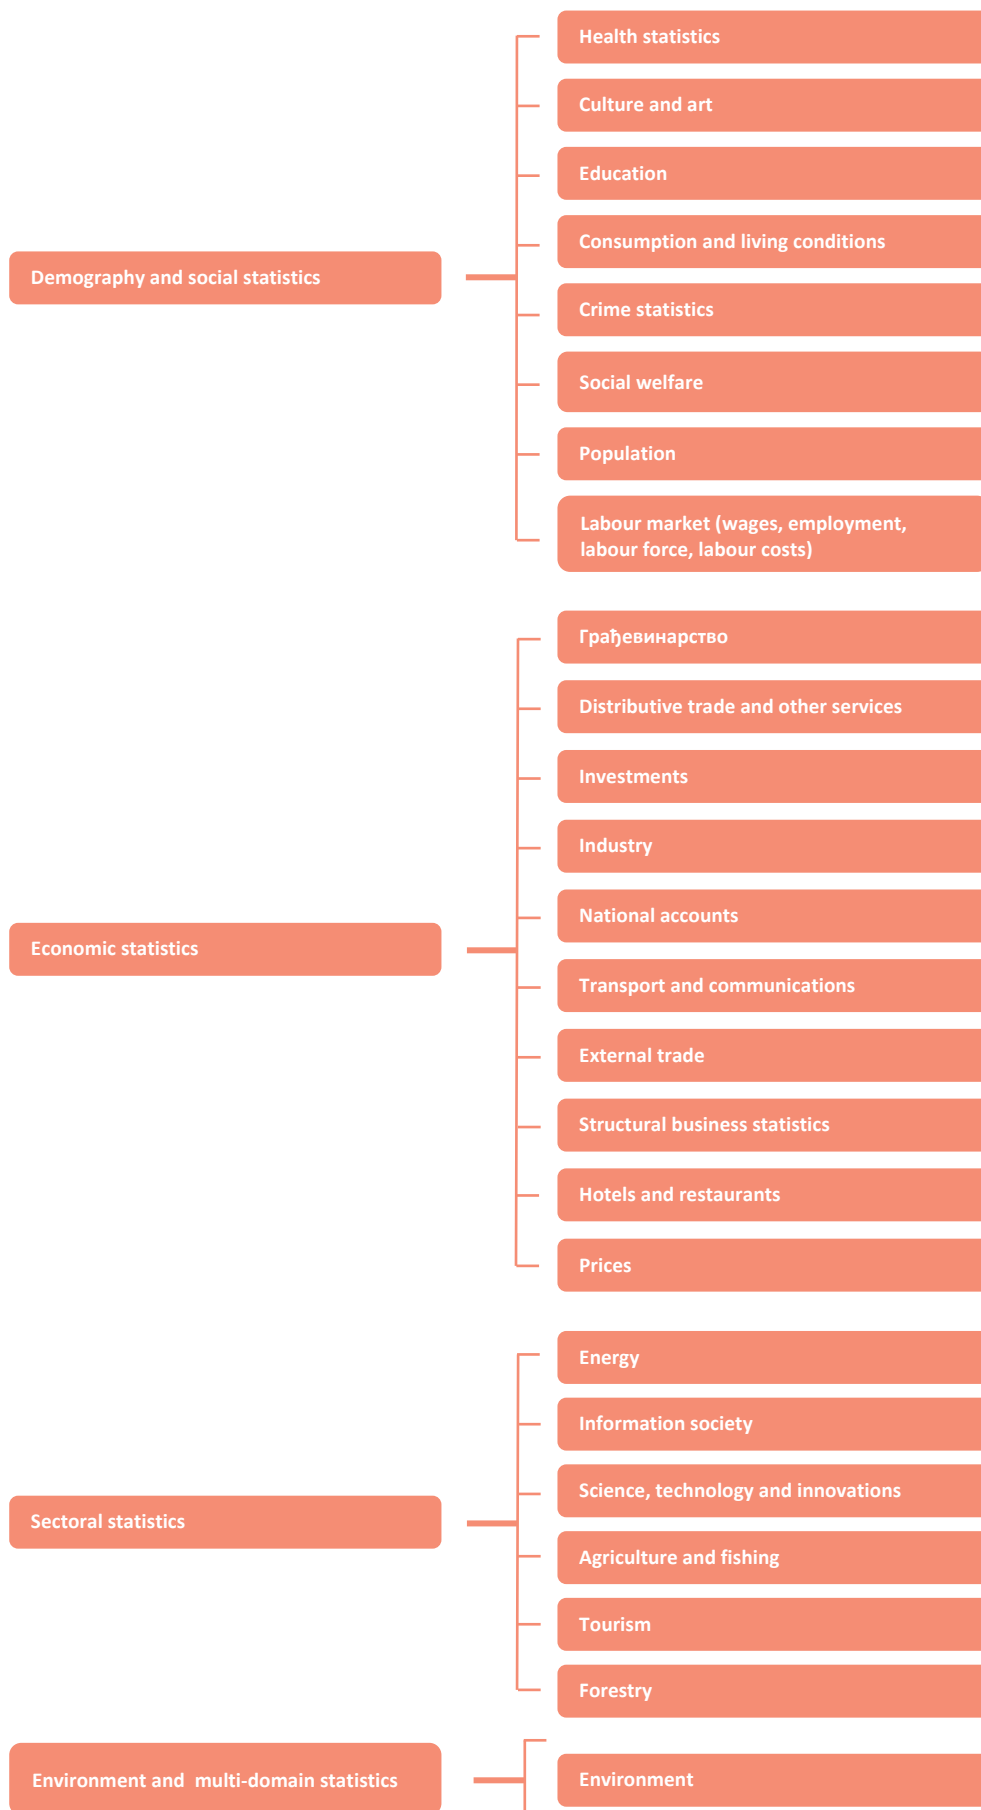 Health statistics
Culture and art
Education
Consumption and living conditions
Demography and social statistics
Crime statistics
Social welfare
Population
Labour market (wages, employment,
labour force, labour costs)
Грађевинарство
Distributive trade and other services
Investments
Industry
National accounts
Economic statistics
Transport and communications
External trade
Structural business statistics
Hotels and restaurants
Prices
Energy
Information society
Science, technology and innovations
Sectoral statistics
Agriculture and fishing
Tourism
Forestry
Environment and multi-domain statistics
Environment